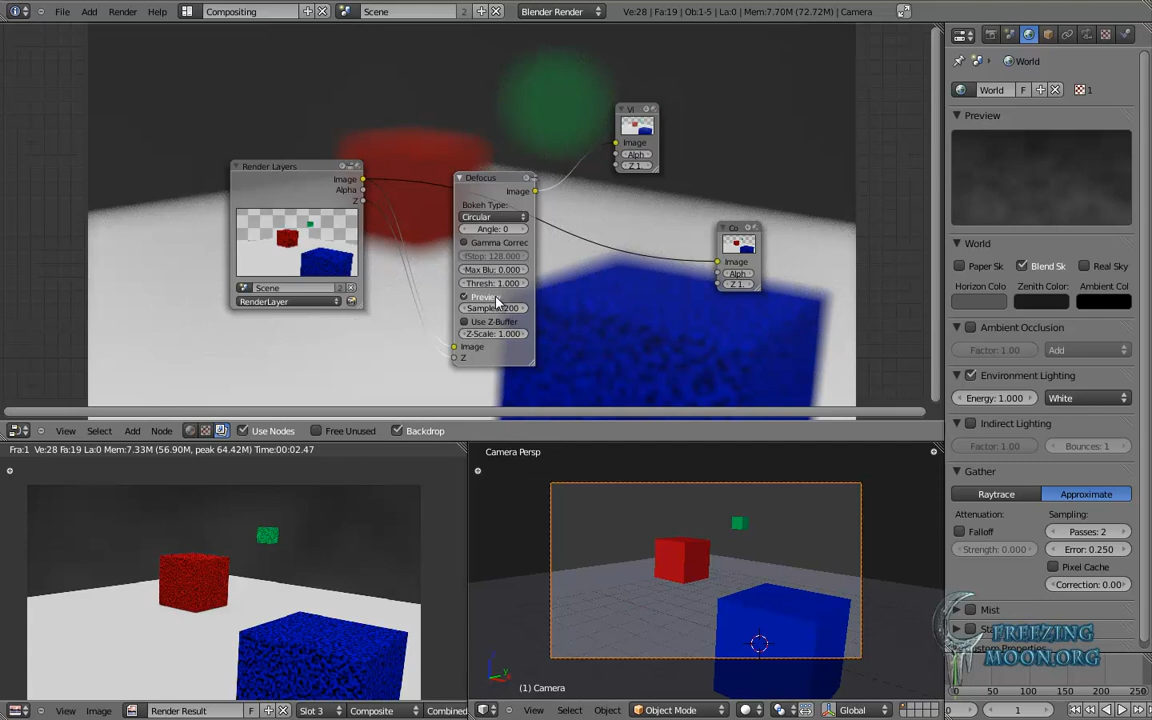 File Add Render Help Compositing Scene 2 Blender Render Ve:28 | Fa:19 | Ob:1-5 | La:0 | Mem:7.70M (72.72M) | Camera
World
World F 1
Preview
World
Paper Sk Blend Sk Real Sky
Horizon Colo Zenith Color: Ambient Col
Ambient Occlusion
Factor: 1.00 Add
Environment Lighting
Energy: 1.000 White
Indirect Lighting
Factor: 1.00 Bounces: 1
Gather
Raytrace Approximate
Attenuation: Sampling:
Falloff Passes: 2
Strength: 0.000 Error: 0.250
Pixel Cache
Correction: 0.00
Mist
Sta
Custom Properties
FREEZING
MOON.ORG
0 50 100 150 200 250
1
Render Layers
Image
Alpha
Z
Scene 2
RenderLayer
Defocus
Image
Bokeh Type:
Circular
Angle: 0
Gamma Correc
fStop: 128.000
Max Blu: 0.000
Thresh: 1.000
Preview
Samples: 200
Use Z-Buffer
Z-Scale: 1.000
Image
Z
Vi
Image
Alph
Z 1.
Co
Image
Alph
Z 1.
View Select Add Node Use Nodes Free Unused Backdrop
Fra:1 Ve:28 Fa:19 La:0 Mem:7.33M (56.90M, peak 64.42M) Time:00:02.47
Camera Persp
z y
(1) Camera
View Image Render Result F Slot 3 Composite Combined
View Select Object Object Mode Global